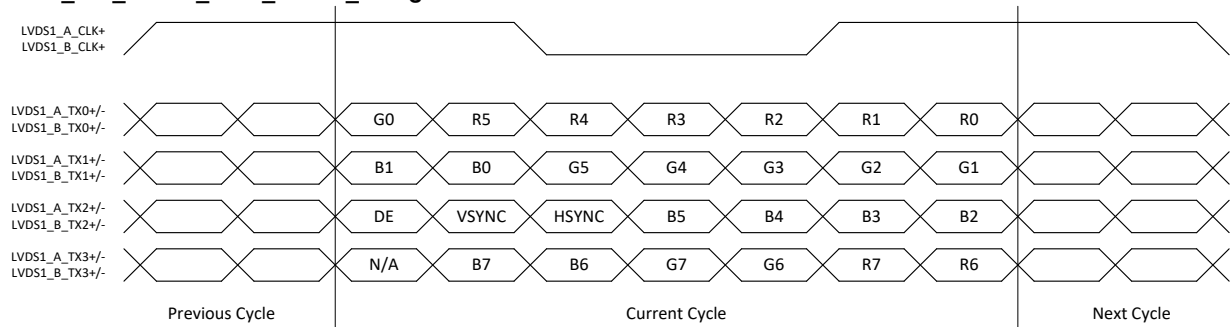 LVDS1_A_CLK+
LVDS1_B_CLK+
LVDS1_A_TX0+/-
LVDS1_B_TX0+/-
G0 R5 R4 R3 R2 R1 R0
LVDS1_A_TX1+/-
LVDS1_B_TX1+/-
B1 B0 G5 G4 G3 G2 G1
LVDS1_A_TX2+/-
LVDS1_B_TX2+/-
DE VSYNC HSYNC B5 B4 B3 B2
LVDS1_A_TX3+/-
LVDS1_B_TX3+/-
N/A B7 B6 G7 G6 R7 R6
Previous Cycle Current Cycle Next Cycle